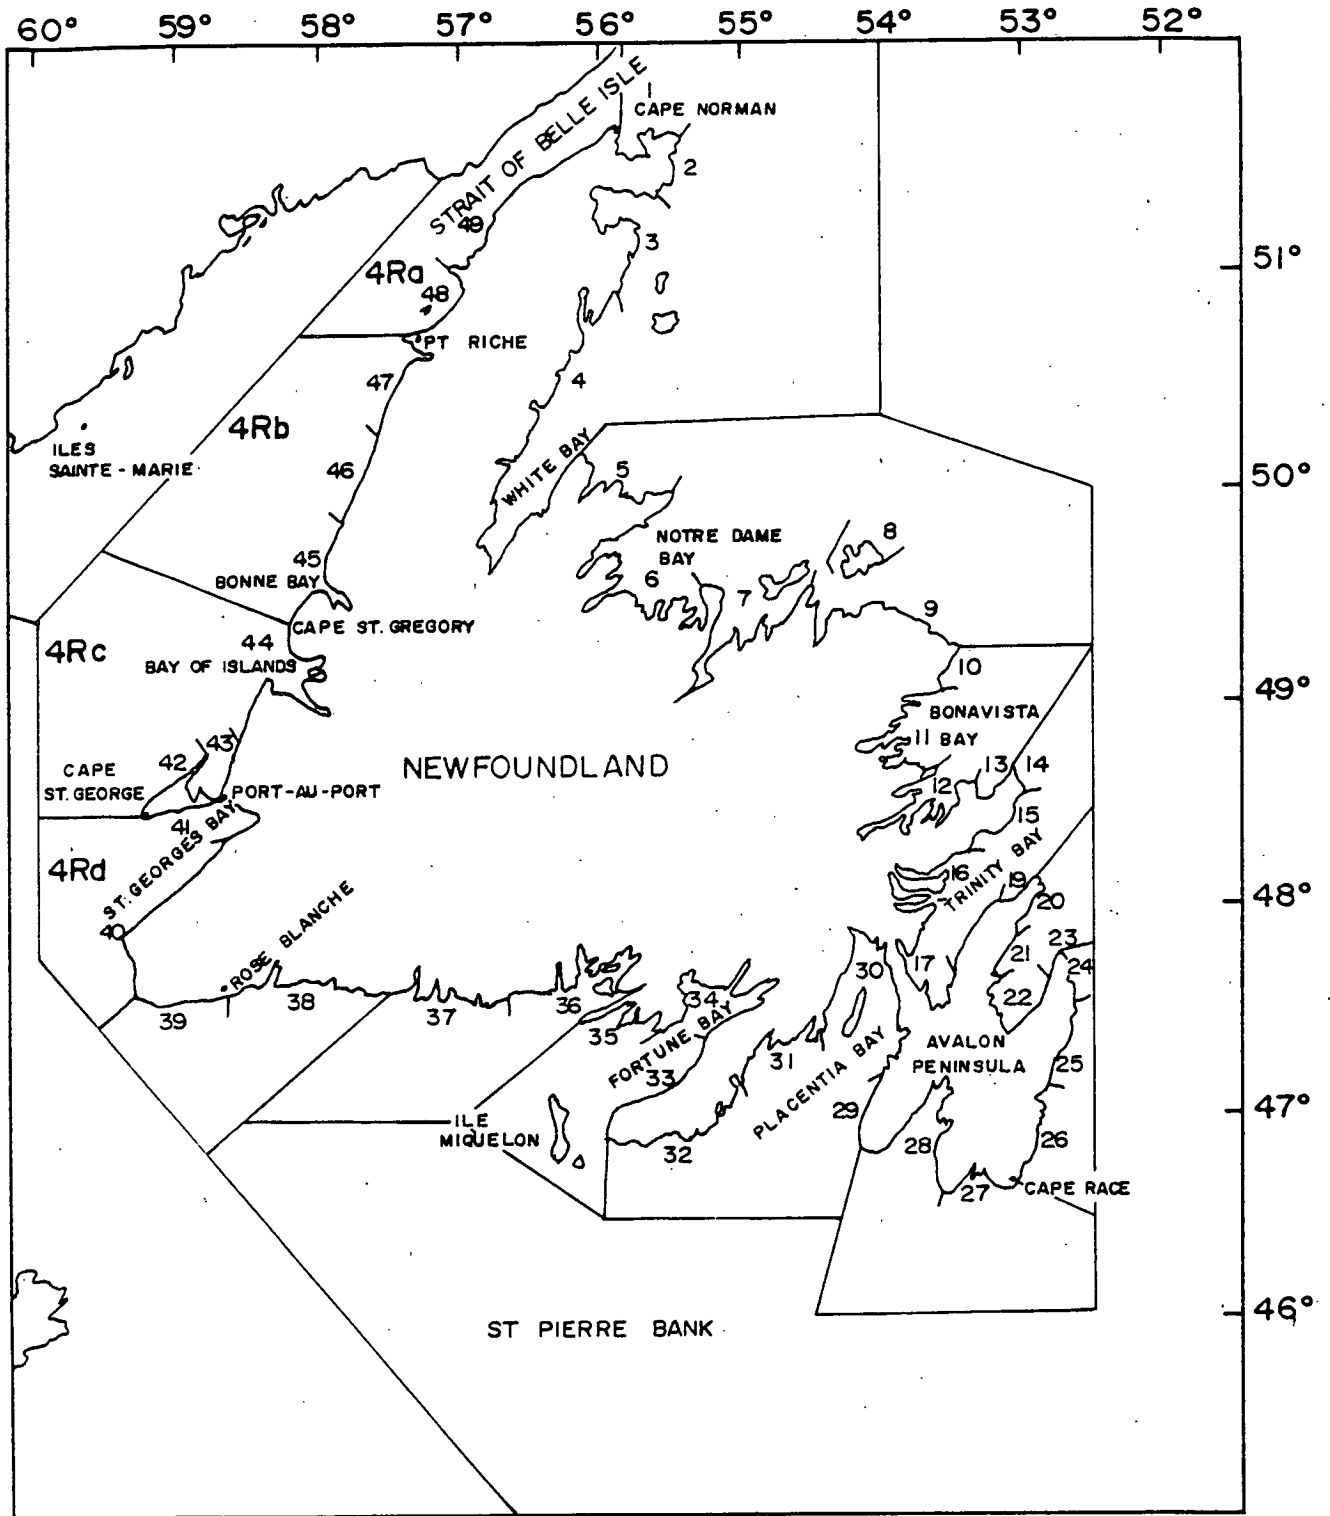 60° 59° 58° 57° 56° 55° 54° 53° 52°
1
CAPE NORMAN
STRAIT OF BELLE ISLE
2
49
3
51°
4Ra
48
PT RICHE
47
4
4Rb
ILES
SAINTE-MARIE
46
WHITE BAY
5
50°
NOTRE DAME
BAY
8
45
BONNE BAY
6
7
9
CAPE ST. GREGORY
44
4Rc
BAY OF ISLANDS
10
49°
BONAVISTA
BAY
11
43
42
CAPE
ST. GEORGE
NEWFOUNDLAND
13
14
12
PORT-AU-PORT
41
ST. GEORGES BAY
15
4Rd
16
TRINITY BAY
19
20
48°
40
ROSE BLANCHE
23
21
24
17
30
22
39
38
37
36
34
35
FORTUNE BAY
31
PLACENTIA BAY
AVALON
PENINSULA
25
33
29
47°
ILE
MIQUELON
32
28
26
27
CAPE RACE
46°
ST PIERRE BANK